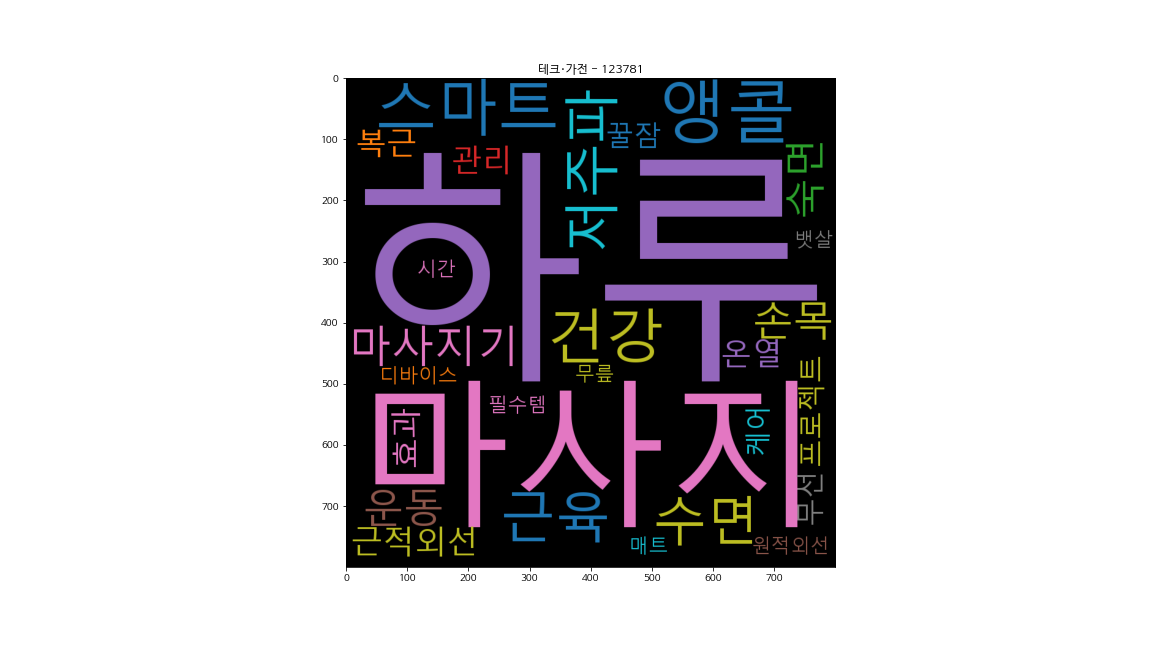 테크·가전 - 123781
스마트
저주파
앵콜
복근
관리
꿀잠
숙면
하루
뱃살
시간
마사지기
건강
손목
온열
디바이스
무릎
필수템
프로젝트
마사지
효과
케어
무선
운동
근육
수면
근적외선
매트
원적외선
0
100
200
300
400
500
600
700
0
100
200
300
400
500
600
700